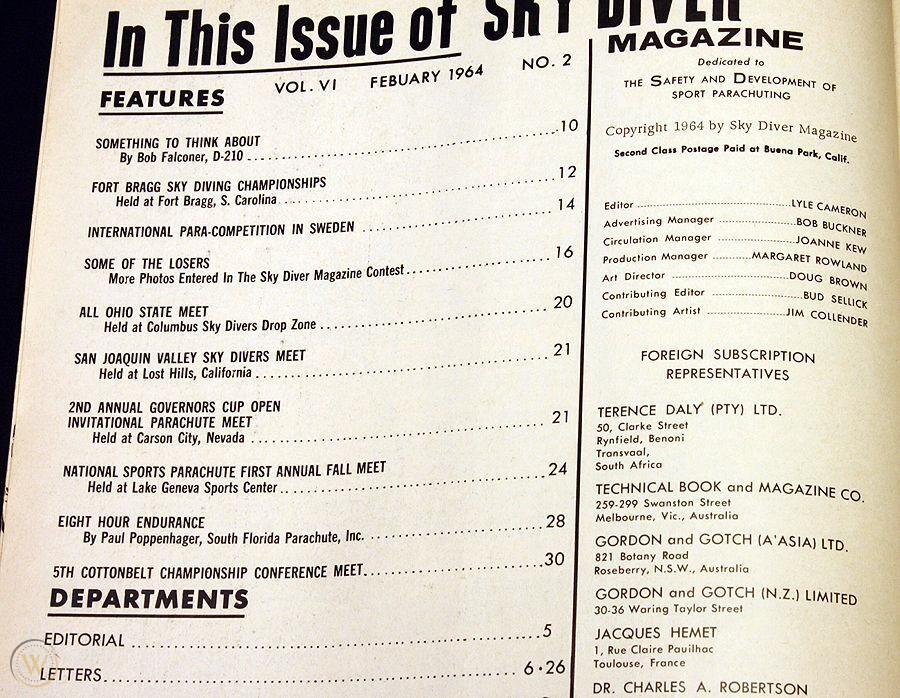 In This Issue of SKY DIVER
MAGAZINE
VOL. VI FEBUARY 1964 NO. 2
FEATURES
SOMETHING TO THINK ABOUT
By Bob Falconer, D-210 ..... 10
FORT BRAGG SKY DIVING CHAMPIONSHIPS
Held at Fort Bragg, S. Carolina ..... 12
INTERNATIONAL PARA-COMPETITION IN SWEDEN ..... 14
SOME OF THE LOSERS
More Photos Entered In The Sky Diver Magazine Contest ..... 16
ALL OHIO STATE MEET
Held at Columbus Sky Divers Drop Zone ..... 20
SAN JOAQUIN VALLEY SKY DIVERS MEET
Held at Lost Hills, California ..... 21
2ND ANNUAL GOVERNORS CUP OPEN
INVITATIONAL PARACHUTE MEET
Held at Carson City, Nevada ..... 21
NATIONAL SPORTS PARACHUTE FIRST ANNUAL FALL MEET
Held at Lake Geneva Sports Center ..... 24
EIGHT HOUR ENDURANCE
By Paul Poppenhager, South Florida Parachute, Inc. ..... 28
5TH COTTONBELT CHAMPIONSHIP CONFERENCE MEET ..... 30
DEPARTMENTS
EDITORIAL ..... 5
LETTERS ..... 6·26
Dedicated to
THE SAFETY AND DEVELOPMENT OF
SPORT PARACHUTING
Copyright 1964 by Sky Diver Magazine
Second Class Postage Paid at Buena Park, Calif.
Editor ..... LYLE CAMERON
Advertising Manager ..... BOB BUCKNER
Circulation Manager ..... JOANNE KEW
Production Manager ..... MARGARET ROWLAND
Art Director ..... DOUG BROWN
Contributing Editor ..... BUD SELLICK
Contributing Artist ..... JIM COLLENDER
FOREIGN SUBSCRIPTION
REPRESENTATIVES
TERENCE DALY (PTY) LTD.
50, Clarke Street
Rynfield, Benoni
Transvaal,
South Africa
TECHNICAL BOOK and MAGAZINE CO.
259-299 Swanston Street
Melbourne, Vic., Australia
GORDON and GOTCH (A'ASIA) LTD.
821 Botany Road
Roseberry, N.S.W., Australia
GORDON and GOTCH (N.Z.) LIMITED
30-36 Waring Taylor Street
JACQUES HEMET
1, Rue Claire Pauilhac
Toulouse, France
DR. CHARLES A. ROBERTSON